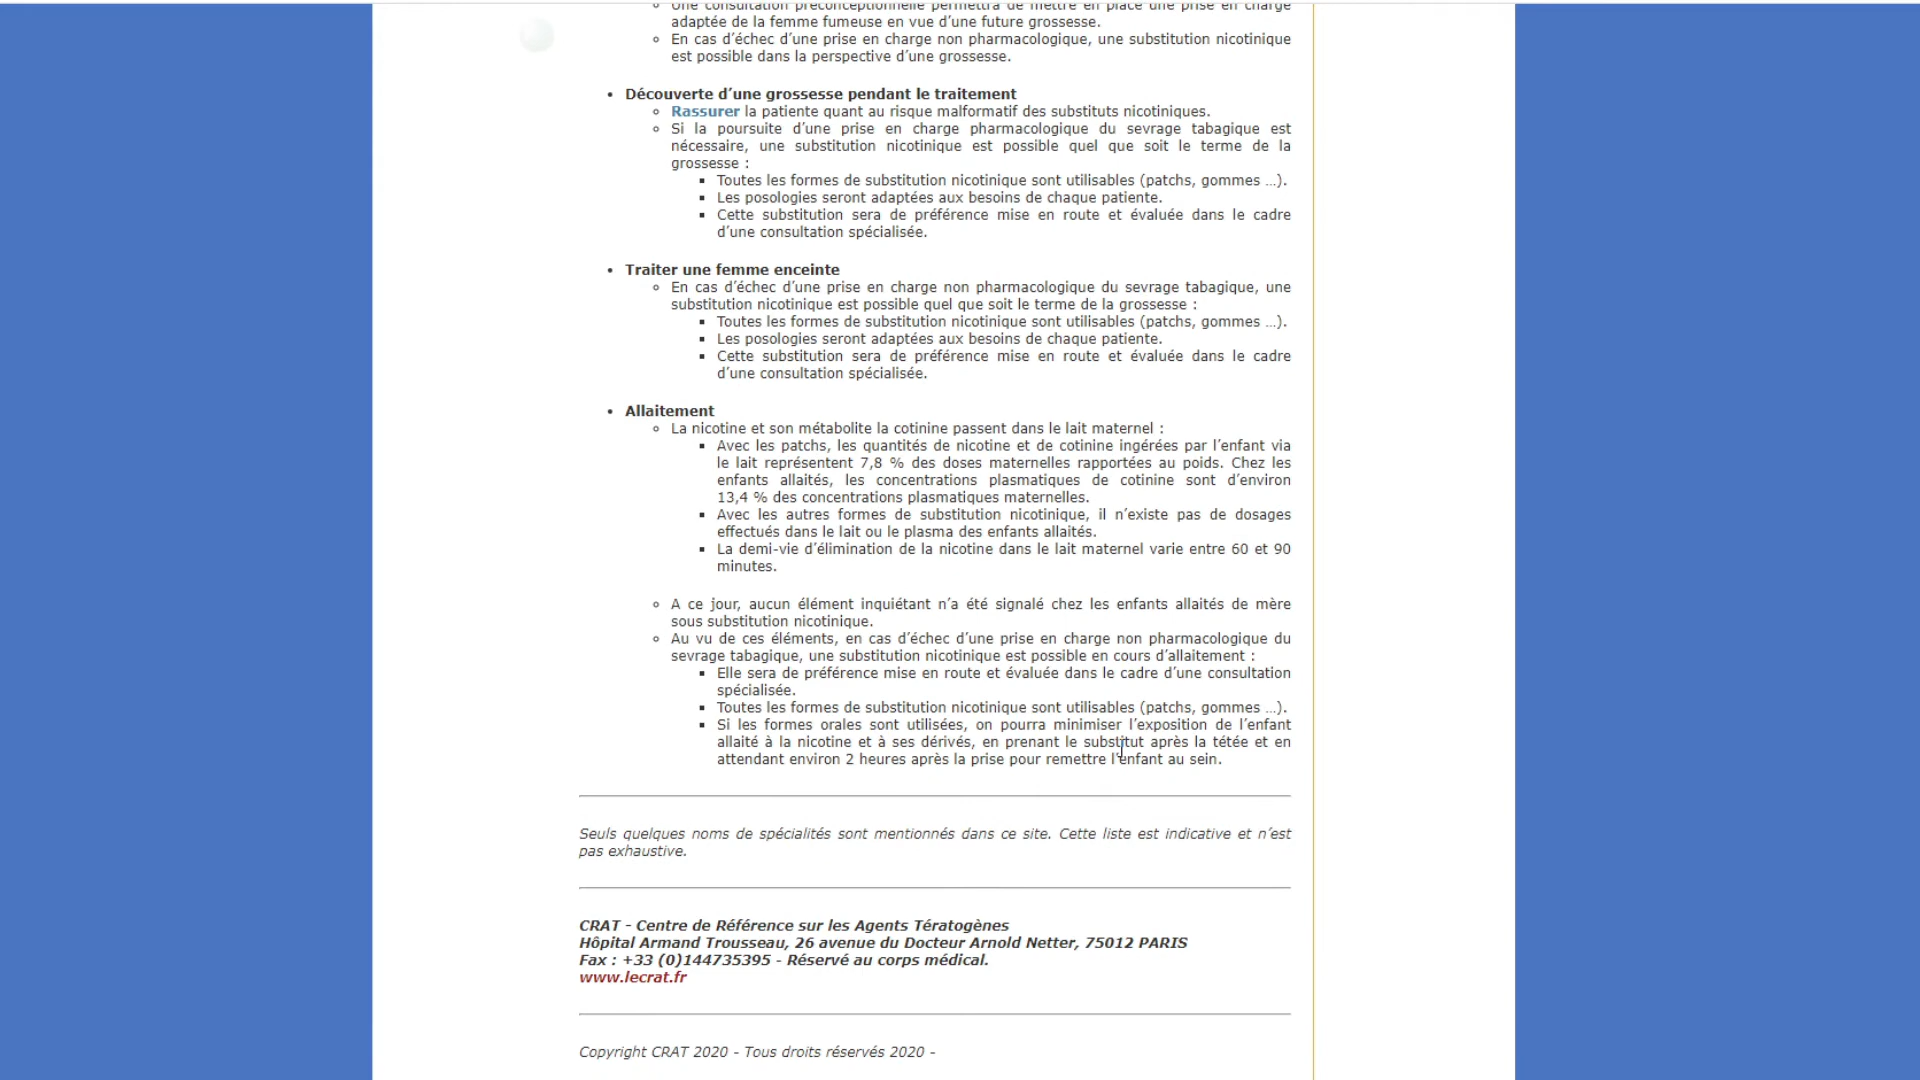 Une consultation préconceptionnelle permettra de mettre en place une prise en charge
adaptée de la femme fumeuse en vue d’une future grossesse.
En cas d’échec d’une prise en charge non pharmacologique, une substitution nicotinique
est possible dans la perspective d’une grossesse.
Découverte d’une grossesse pendant le traitement
Rassurer la patiente quant au risque malformatif des substituts nicotiniques.
Si la poursuite d’une prise en charge pharmacologique du sevrage tabagique est
nécessaire, une substitution nicotinique est possible quel que soit le terme de la
grossesse :
Toutes les formes de substitution nicotinique sont utilisables (patchs, gommes …).
Les posologies seront adaptées aux besoins de chaque patiente.
Cette substitution sera de préférence mise en route et évaluée dans le cadre
d’une consultation spécialisée.
Traiter une femme enceinte
En cas d’échec d’une prise en charge non pharmacologique du sevrage tabagique, une
substitution nicotinique est possible quel que soit le terme de la grossesse :
Toutes les formes de substitution nicotinique sont utilisables (patchs, gommes …).
Les posologies seront adaptées aux besoins de chaque patiente.
Cette substitution sera de préférence mise en route et évaluée dans le cadre
d’une consultation spécialisée.
Allaitement
La nicotine et son métabolite la cotinine passent dans le lait maternel :
Avec les patchs, les quantités de nicotine et de cotinine ingérées par l’enfant via
le lait représentent 7,8 % des doses maternelles rapportées au poids. Chez les
enfants allaités, les concentrations plasmatiques de cotinine sont d’environ
13,4 % des concentrations plasmatiques maternelles.
Avec les autres formes de substitution nicotinique, il n’existe pas de dosages
effectués dans le lait ou le plasma des enfants allaités.
La demi-vie d’élimination de la nicotine dans le lait maternel varie entre 60 et 90
minutes.
A ce jour, aucun élément inquiétant n’a été signalé chez les enfants allaités de mère
sous substitution nicotinique.
Au vu de ces éléments, en cas d’échec d’une prise en charge non pharmacologique du
sevrage tabagique, une substitution nicotinique est possible en cours d’allaitement :
Elle sera de préférence mise en route et évaluée dans le cadre d’une consultation
spécialisée.
Toutes les formes de substitution nicotinique sont utilisables (patchs, gommes …).
Si les formes orales sont utilisées, on pourra minimiser l’exposition de l’enfant
allaité à la nicotine et à ses dérivés, en prenant le substitut après la tétée et en
attendant environ 2 heures après la prise pour remettre l’enfant au sein.
Seuls quelques noms de spécialités sont mentionnés dans ce site. Cette liste est indicative et n’est
pas exhaustive.
CRAT - Centre de Référence sur les Agents Tératogènes
Hôpital Armand Trousseau, 26 avenue du Docteur Arnold Netter, 75012 PARIS
Fax : +33 (0)144735395 - Réservé au corps médical.
www.lecrat.fr
Copyright CRAT 2020 - Tous droits réservés 2020 -